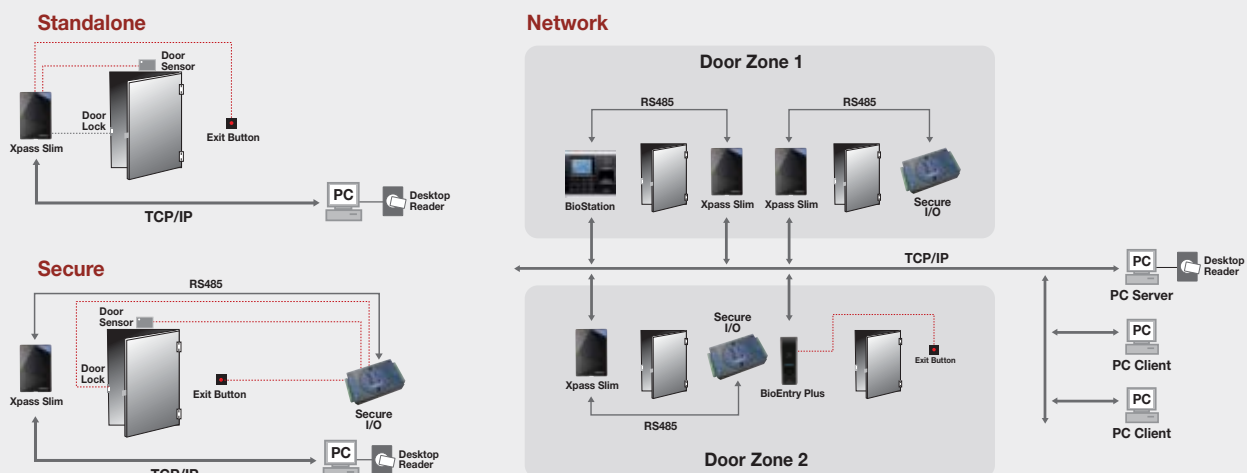 Standalone
Door
Sensor
Door
Lock
Xpass Slim
Exit Button
PC
Desktop
Reader
TCP/IP
Secure
RS485
Door
Sensor
Door
Lock
Xpass Slim
Exit Button
Secure
I/O
PC
Desktop
Reader
TCP/IP
Network
Door Zone 1
RS485
RS485
BioStation
Xpass Slim
Xpass Slim
Secure
I/O
TCP/IP
PC
Desktop
Reader
PC Server
PC
PC Client
PC
PC Client
Secure
I/O
Xpass Slim
BioEntry Plus
Exit Button
RS485
Door Zone 2